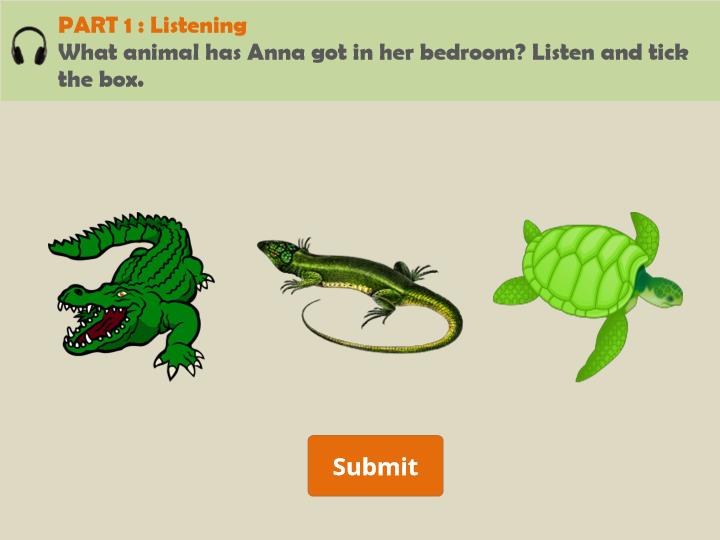 PART 1 : Listening
What animal has Anna got in her bedroom? Listen and tick
the box.
Submit